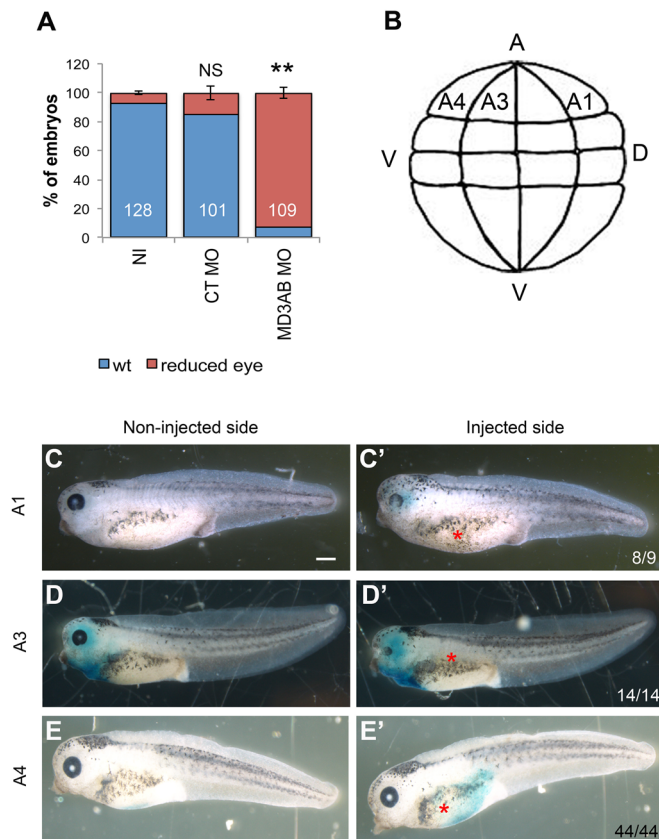 A
% of embryos
120
100
80
60
40
20
0
NS
**
128
101
109
NI
CT MO
MD3AB MO
wt
reduced eye
B
A
A4 A3 A1
V
D
V
Non-injected side
Injected side
A1
C
C’
*
8/9
A3
D
D’
*
14/14
A4
E
E’
*
44/44